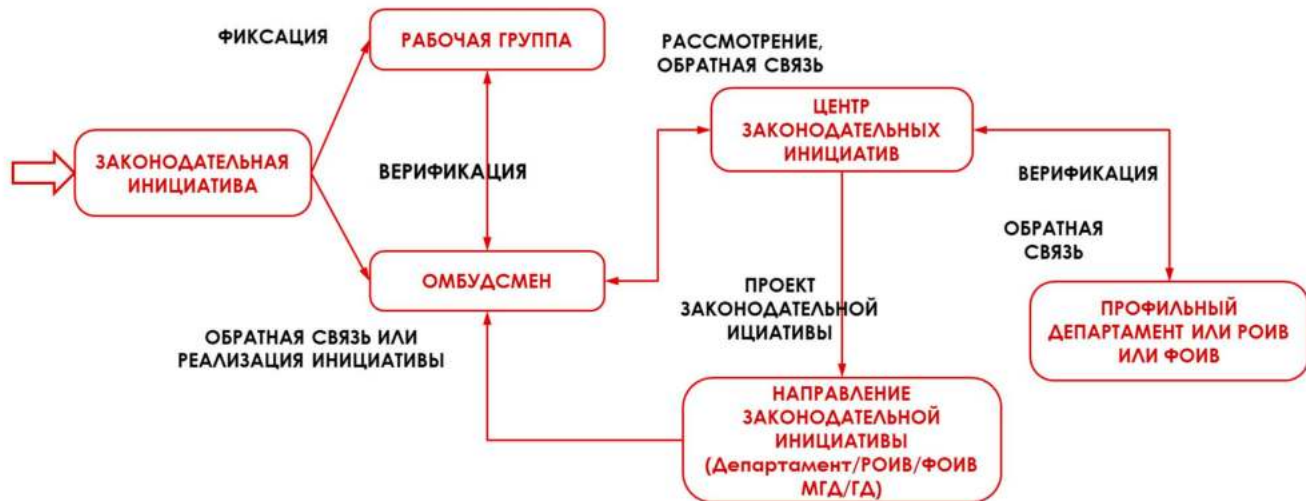 ФИКСАЦИЯ
РАБОЧАЯ ГРУППА
РАССМОТРЕНИЕ,
ОБРАТНАЯ СВЯЗЬ
ЦЕНТР
ЗАКОНОДАТЕЛЬНЫХ
ИНИЦИАТИВ
ЗАКОНОДАТЕЛЬНАЯ
ИНИЦИАТИВА
ВЕРИФИКАЦИЯ
ВЕРИФИКАЦИЯ
ОБРАТНАЯ
СВЯЗЬ
ОМБУДСМЕН
ПРОЕКТ
ЗАКОНОДАТЕЛЬНОЙ
ИЦИАТИВЫ
ПРОФИЛЬНЫЙ
ДЕПАРТАМЕНТ ИЛИ РОИВ
ИЛИ ФОИВ
ОБРАТНАЯ СВЯЗЬ ИЛИ
РЕАЛИЗАЦИЯ ИНИЦИАТИВЫ
НАПРАВЛЕНИЕ
ЗАКОНОДАТЕЛЬНОЙ
ИНИЦИАТИВЫ
(Департамент/РОИВ/ФОИВ
МГД/ГД)